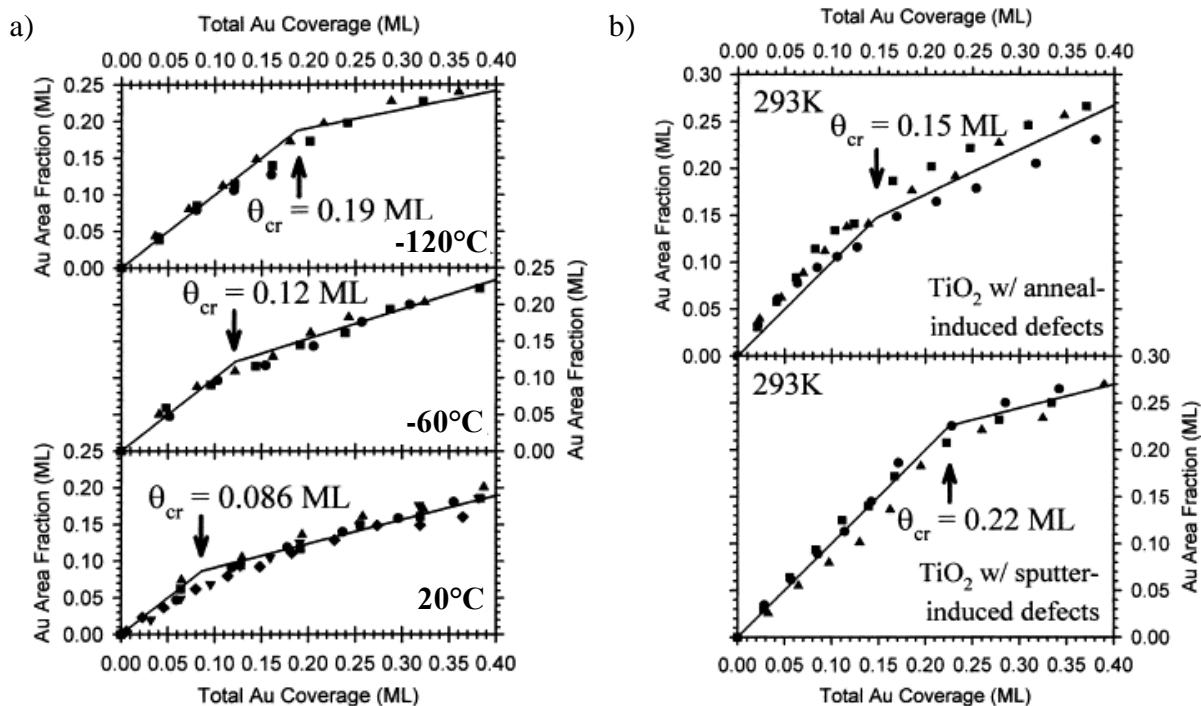 a)
Total Au Coverage (ML)
0.00 0.05 0.10 0.15 0.20 0.25 0.30 0.35 0.40
Au Area Fraction (ML)
0.25
0.20
0.15
0.10
0.05
0.00
θcr = 0.19 ML
-120°C
θcr = 0.12 ML
-60°C
0.25
0.20
0.15
0.10
0.05
0.00
Au Area Fraction (ML)
Au Area Fraction (ML)
0.25
0.20
0.15
0.10
0.05
0.00
θcr = 0.086 ML
20°C
0.00 0.05 0.10 0.15 0.20 0.25 0.30 0.35 0.40
Total Au Coverage (ML)
b)
Total Au Coverage (ML)
0.00 0.05 0.10 0.15 0.20 0.25 0.30 0.35 0.40
Au Area Fraction (ML)
0.30
0.25
0.20
0.15
0.10
0.05
0.00
293K
θcr = 0.15 ML
TiO2 w/ anneal-
induced defects
293K
θcr = 0.22 ML
TiO2 w/ sputter-
induced defects
0.30
0.25
0.20
0.15
0.10
0.05
0.00
Au Area Fraction (ML)
0.00 0.05 0.10 0.15 0.20 0.25 0.30 0.35 0.40
Total Au Coverage (ML)